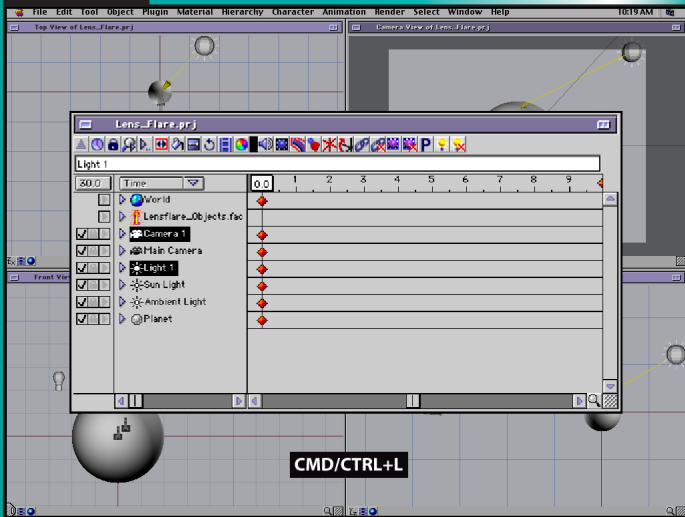 File Edit Tool Object Plugin Material Hierarchy Character Animation Render Select Window Help 10:19 AM
Top View of Lens_Flare.prj
Camera View of Lens_Flare.prj
Lens_Flare.prj
P
Light 1
30.0 Time 0.0 1 2 3 4 5 6 7 8 9
World
Lensflare_Objects.fac
Camera 1
Main Camera
Light 1
Front View
Sun Light
Ambient Light
Planet
CMD/CTRL+L